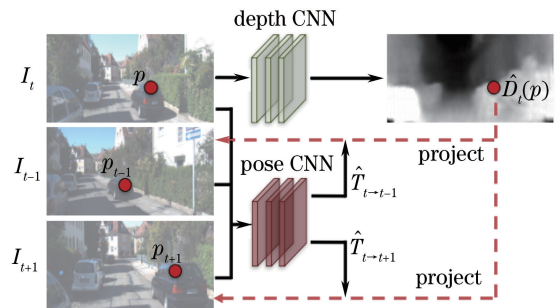 depth CNN
I_t
p
D̂_t(p)
I_{t-1}
p_{t-1}
pose CNN
project
T̂_{t→t-1}
I_{t+1}
p_{t+1}
T̂_{t→t+1}
project